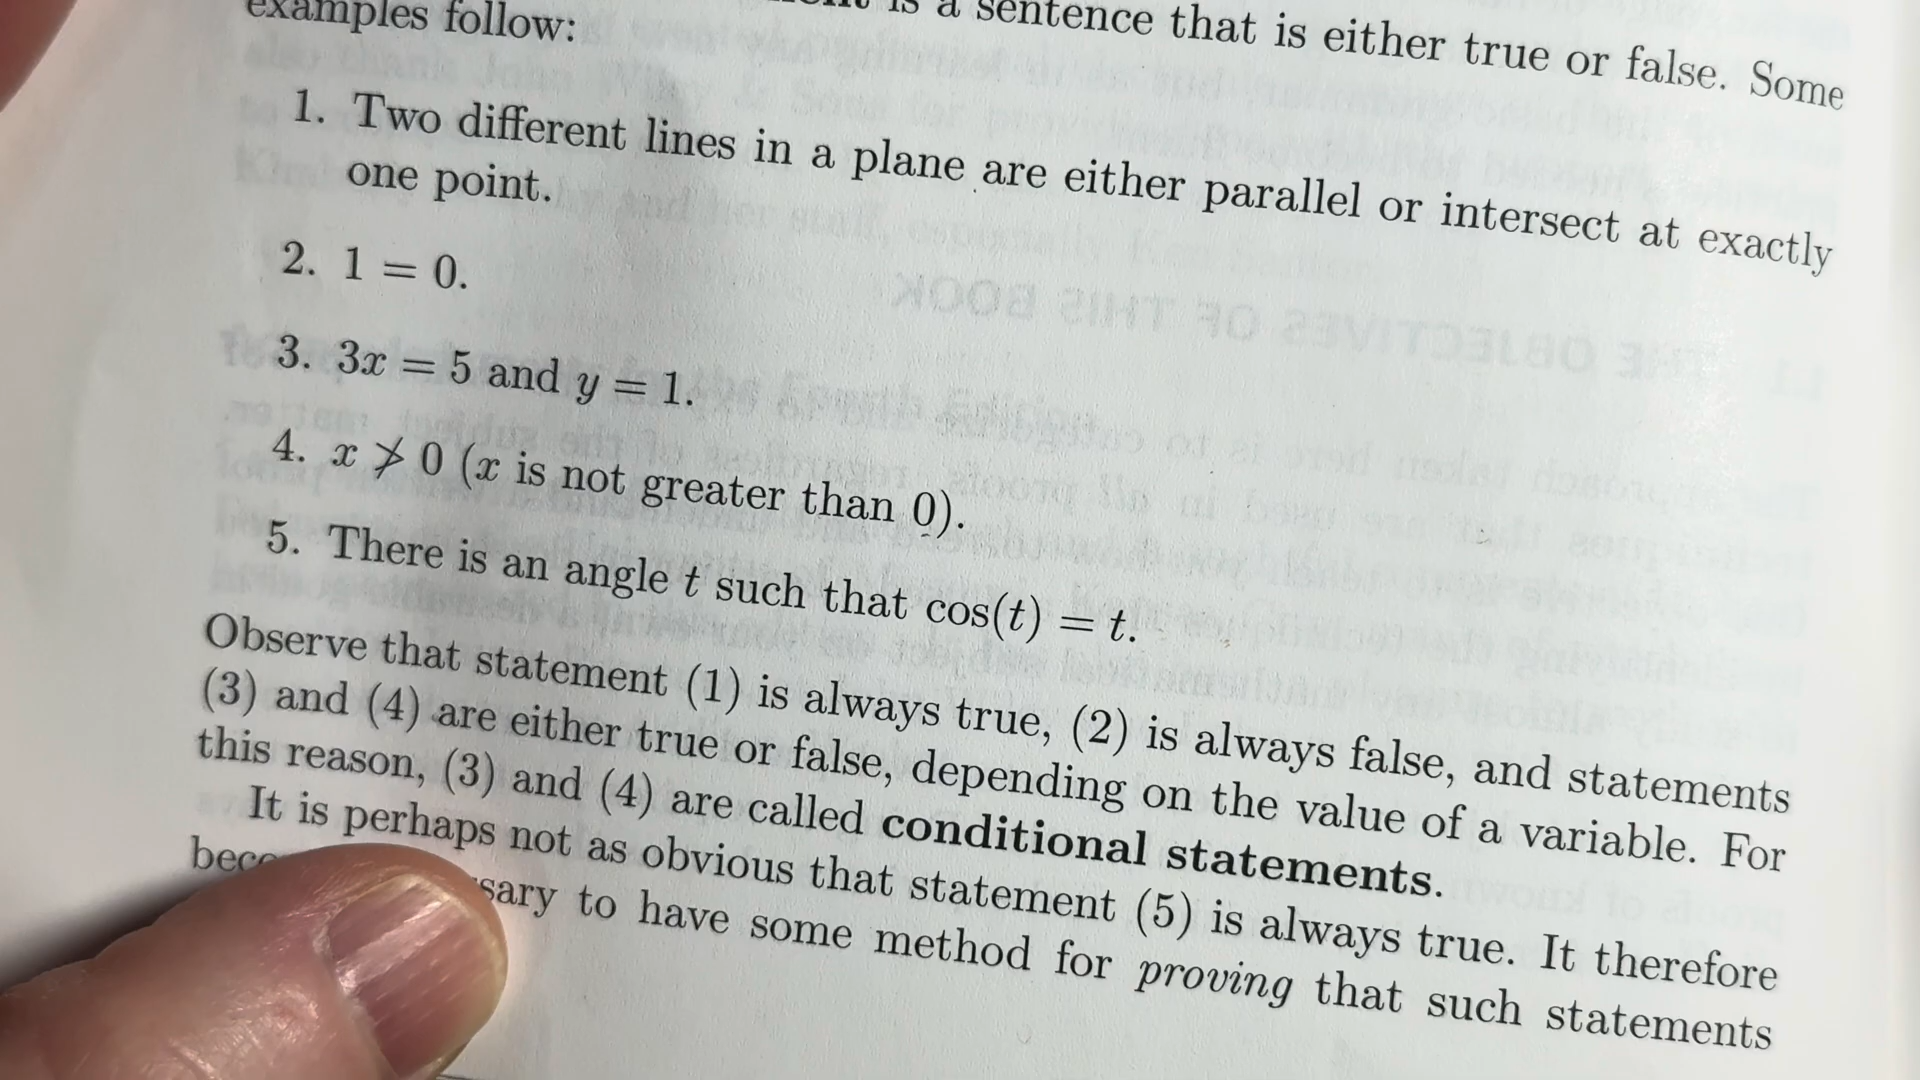 is a sentence that is either true or false. Some
examples follow:
1. Two different lines in a plane are either parallel or intersect at exactly
one point.
2. 1 = 0.
3. 3x = 5 and y = 1.
4. x ≯ 0 (x is not greater than 0).
5. There is an angle t such that cos(t) = t.
Observe that statement (1) is always true, (2) is always false, and statements
(3) and (4) are either true or false, depending on the value of a variable. For
this reason, (3) and (4) are called conditional statements.
It is perhaps not as obvious that statement (5) is always true. It therefore
to have some method for proving that such statements